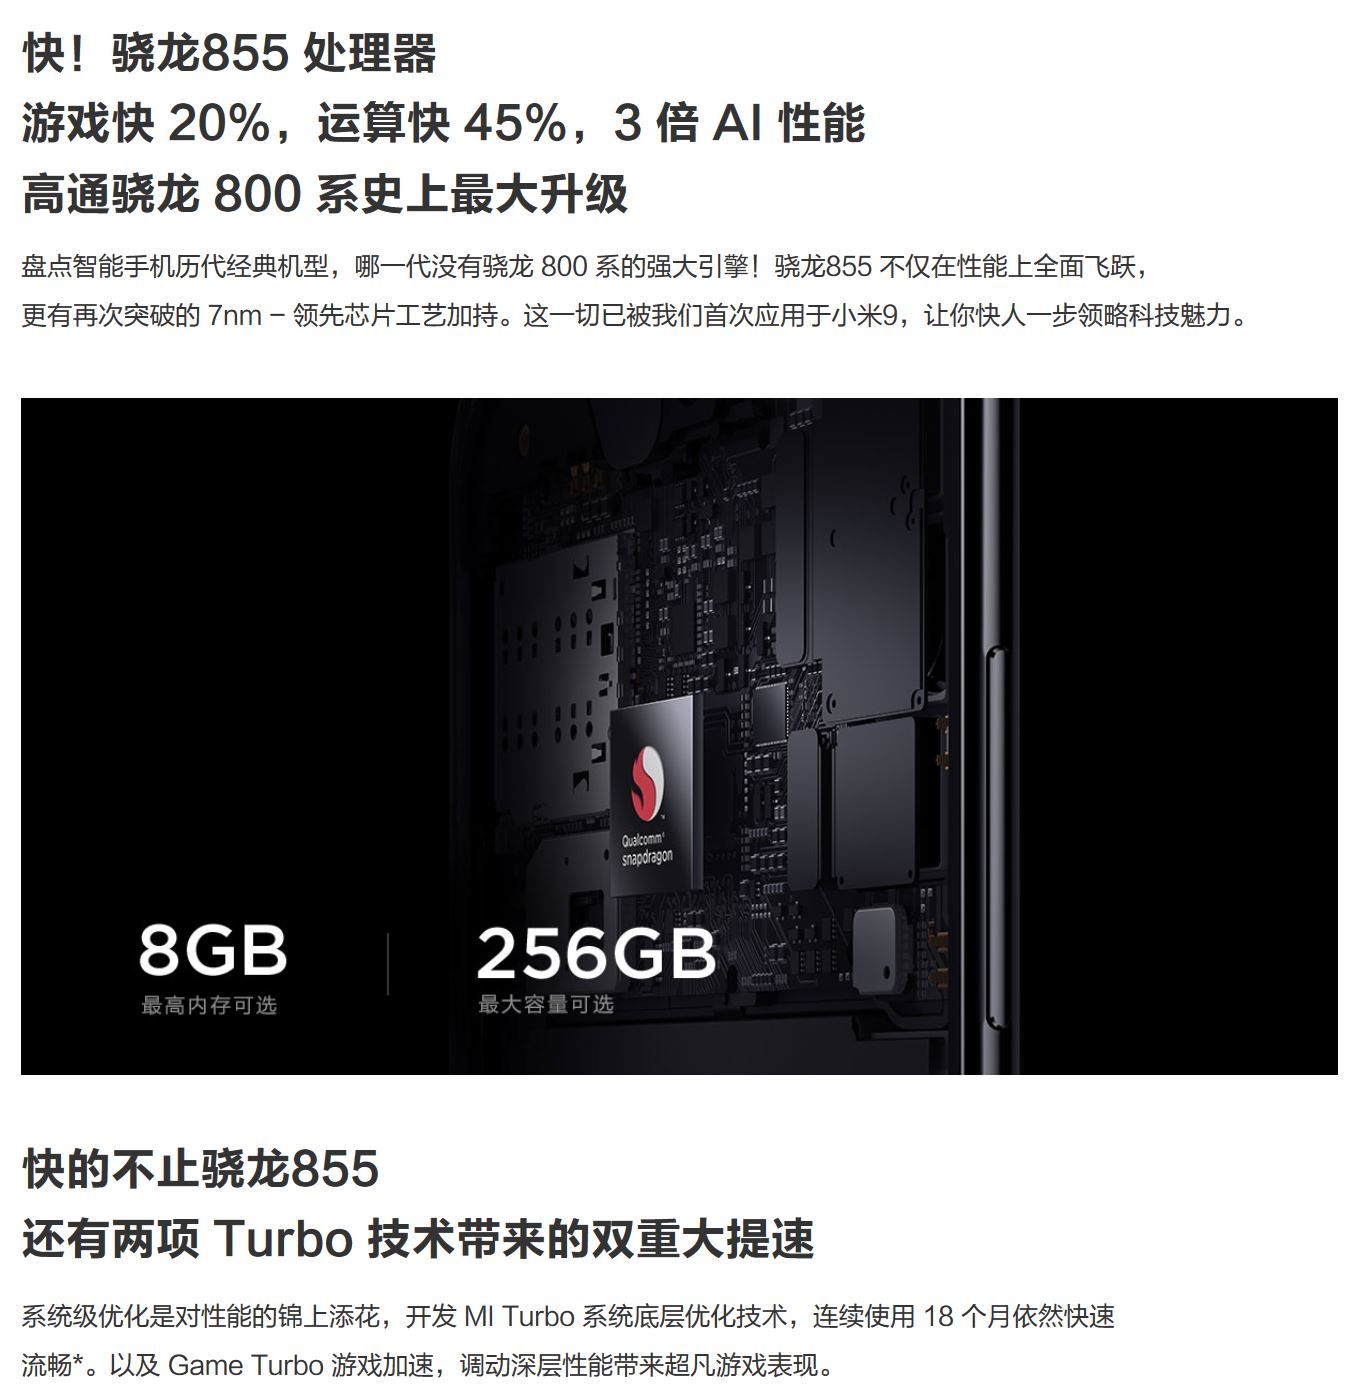 快！骁龙855 处理器
游戏快 20%，运算快 45%，3 倍 AI 性能
高通骁龙 800 系史上最大升级
盘点智能手机历代经典机型，哪一代没有骁龙 800 系的强大引擎！骁龙855 不仅在性能上全面飞跃，
更有再次突破的 7nm – 领先芯片工艺加持。这一切已被我们首次应用于小米9，让你快人一步领略科技魅力。
Qualcomm®
snapdragon™
8GB
最高内存可选
256GB
最大容量可选
快的不止骁龙855
还有两项 Turbo 技术带来的双重大提速
系统级优化是对性能的锦上添花，开发 MI Turbo 系统底层优化技术，连续使用 18 个月依然快速
流畅*。以及 Game Turbo 游戏加速，调动深层性能带来超凡游戏表现。